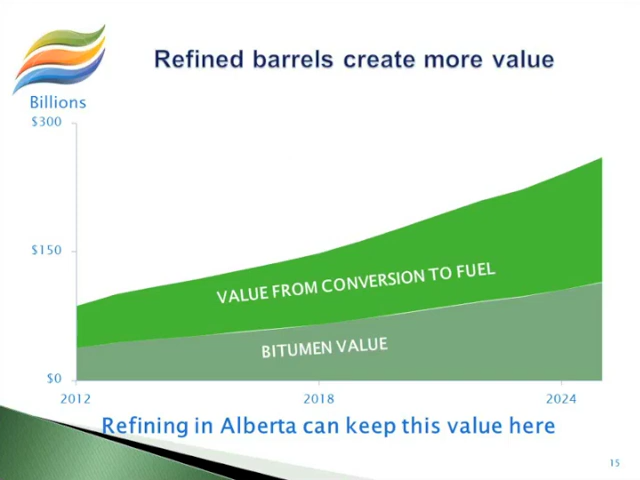 Refined barrels create more value
Billions
$300
$150
$0
VALUE FROM CONVERSION TO FUEL
BITUMEN VALUE
2012 2018 2024
Refining in Alberta can keep this value here
15